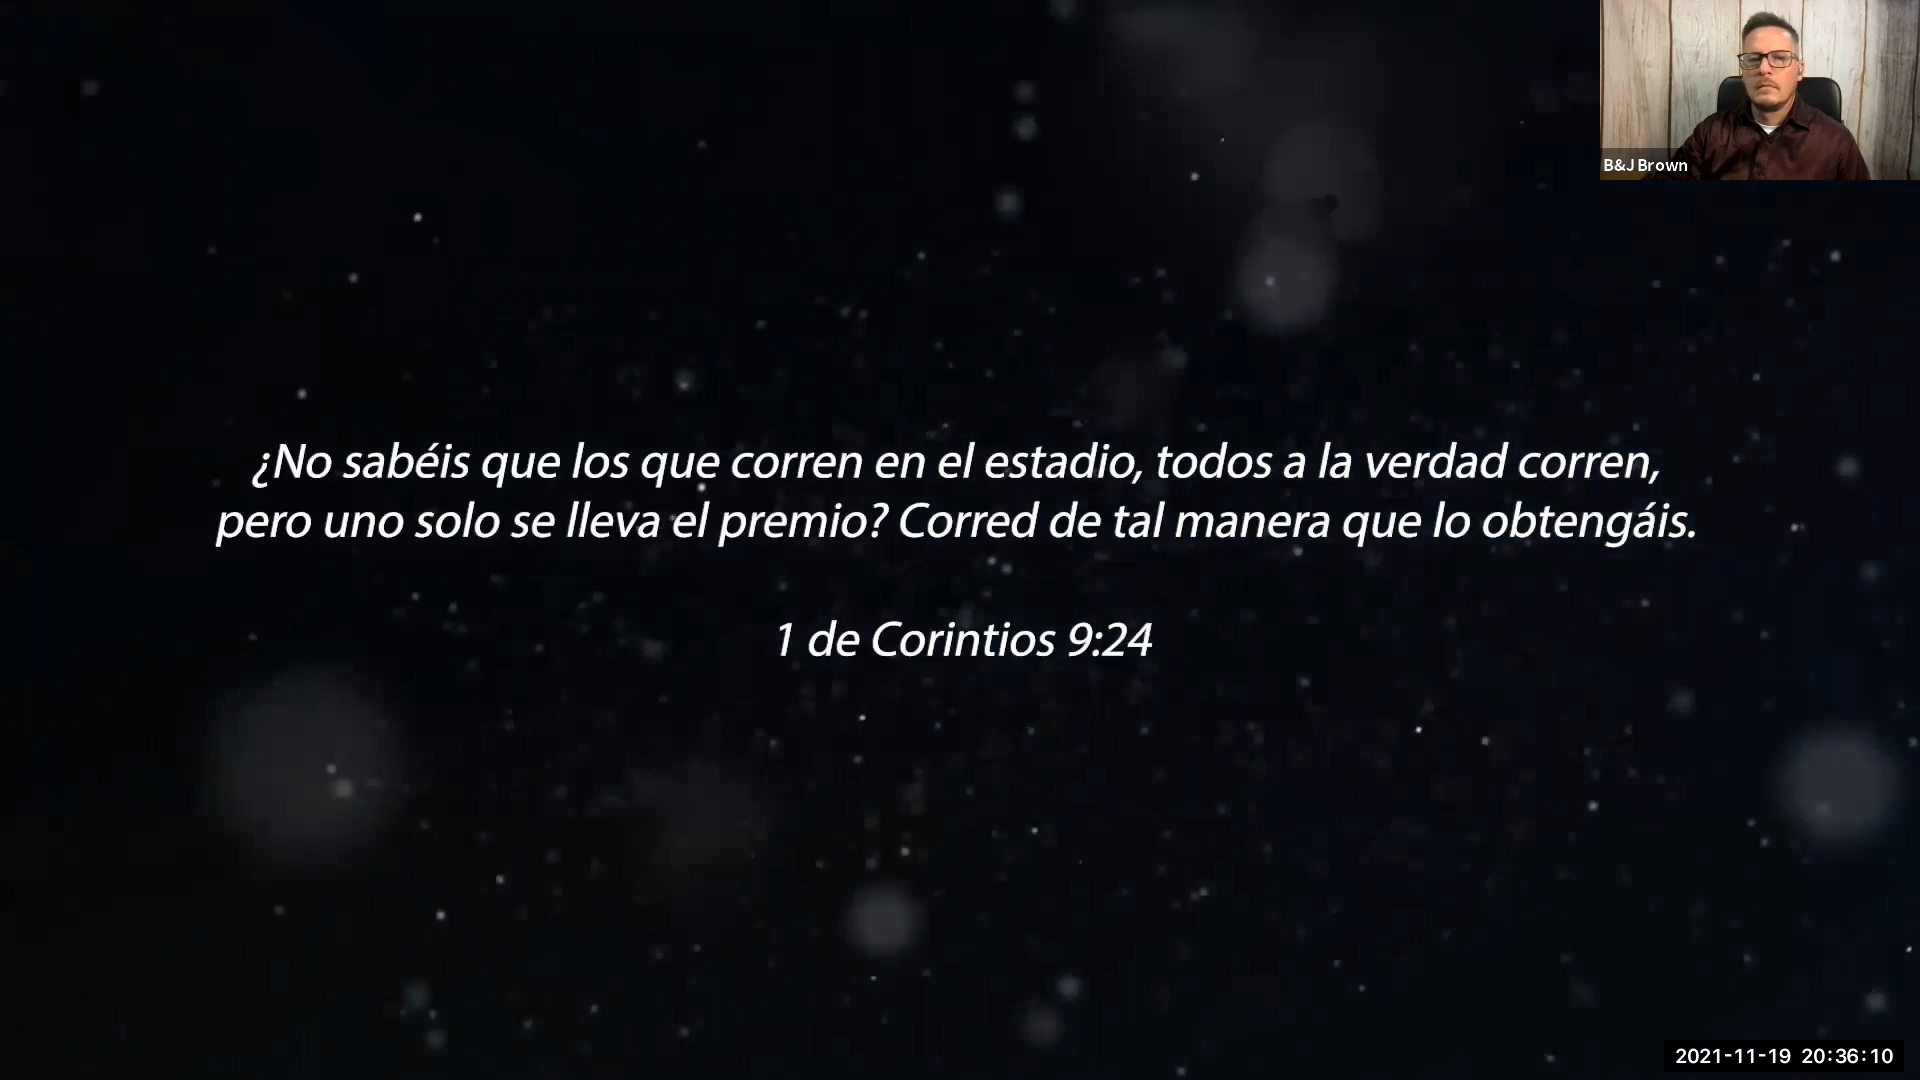 B&J Brown
¿No sabéis que los que corren en el estadio, todos a la verdad corren,
pero uno solo se lleva el premio? Corred de tal manera que lo obtengáis.
1 de Corintios 9:24
2021-11-19 20:36:10